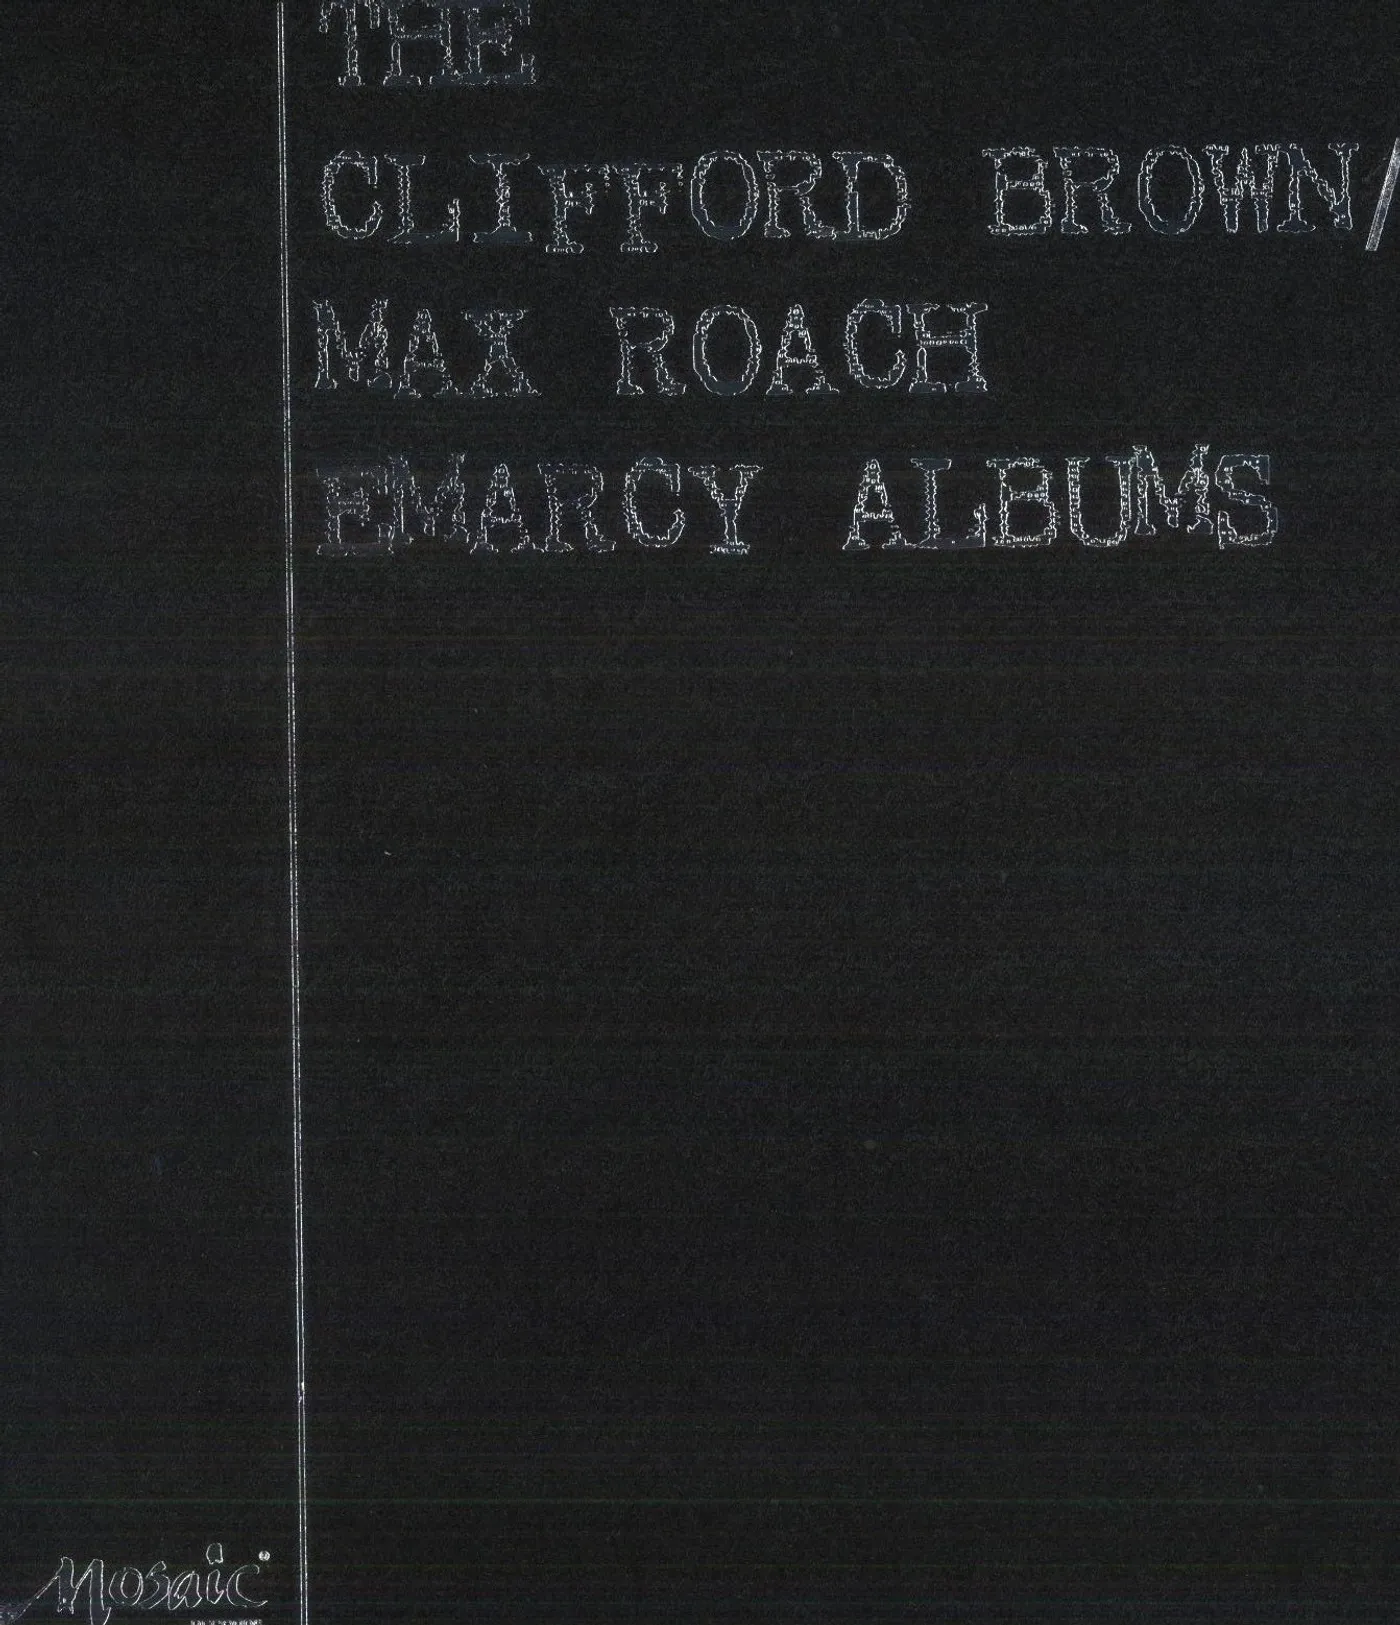 THE
CLIFFORD BROWN/
MAX ROACH
EMARCY ALBUMS
Mosaic